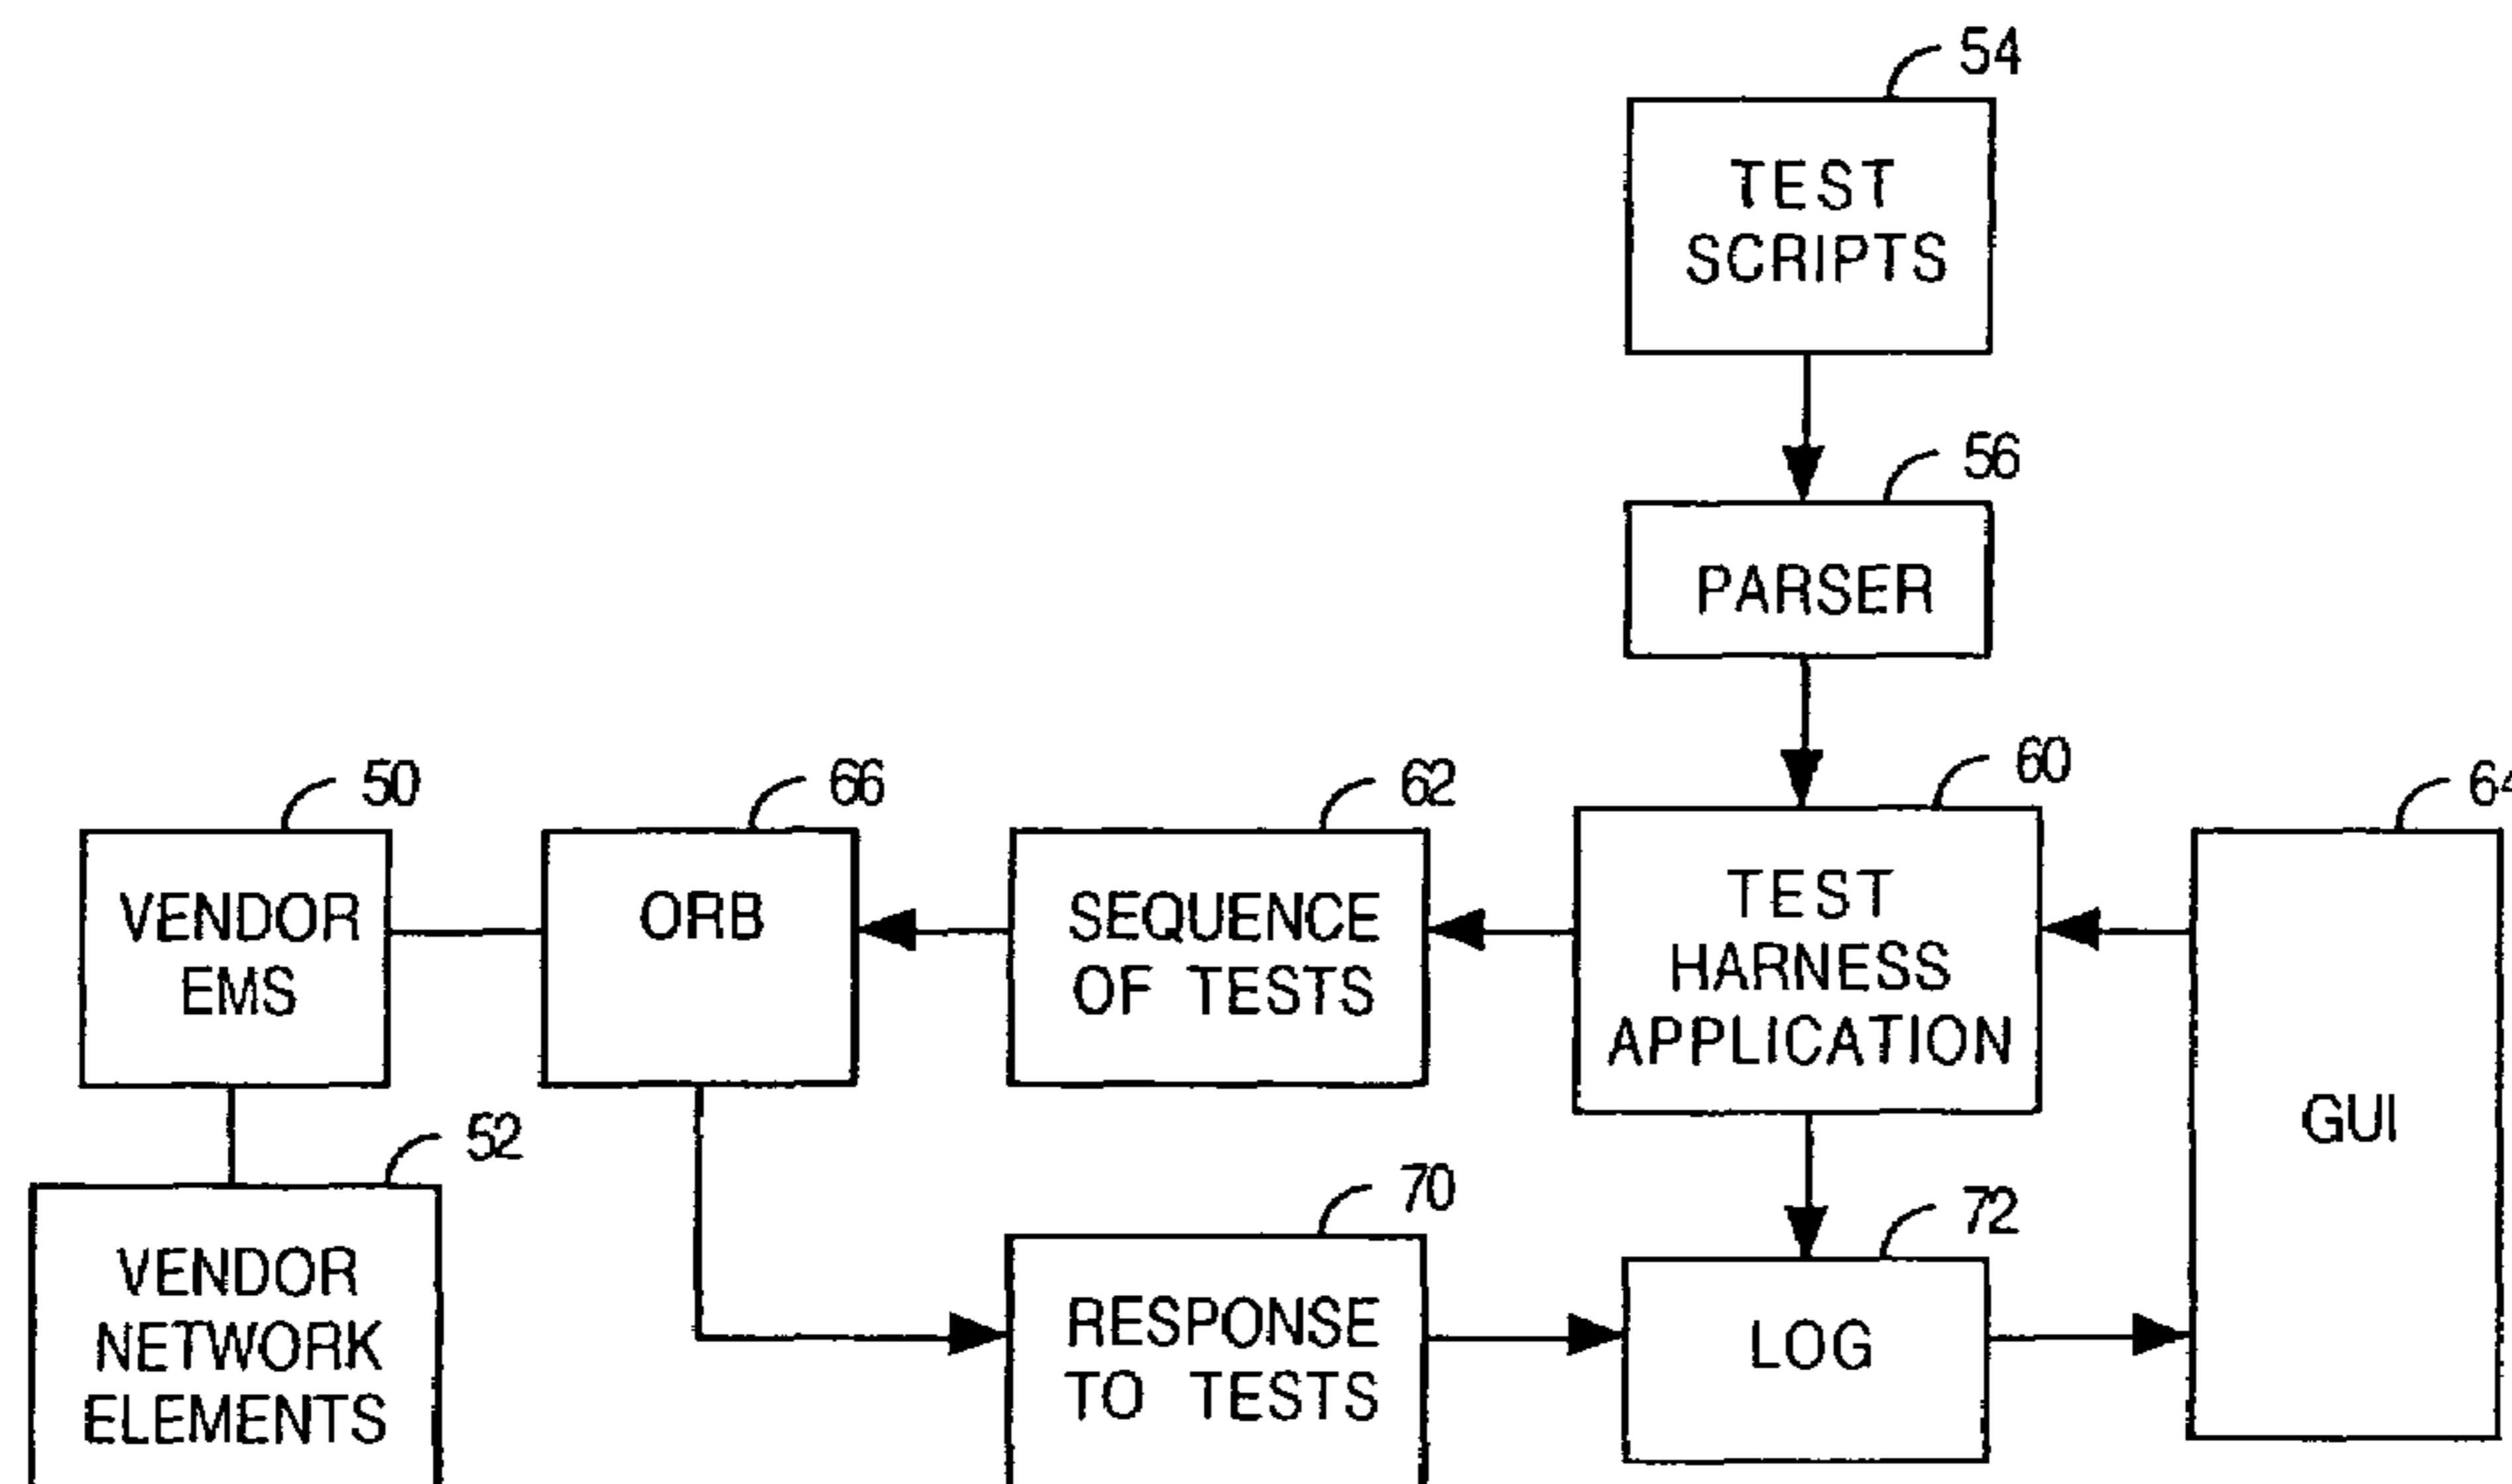 54
TEST
SCRIPTS
56
PARSER
50
66
62
60
64
VENDOR
EMS
ORB
SEQUENCE
OF TESTS
TEST
HARNESS
APPLICATION
GUI
52
70
72
VENDOR
NETWORK
ELEMENTS
RESPONSE
TO TESTS
LOG